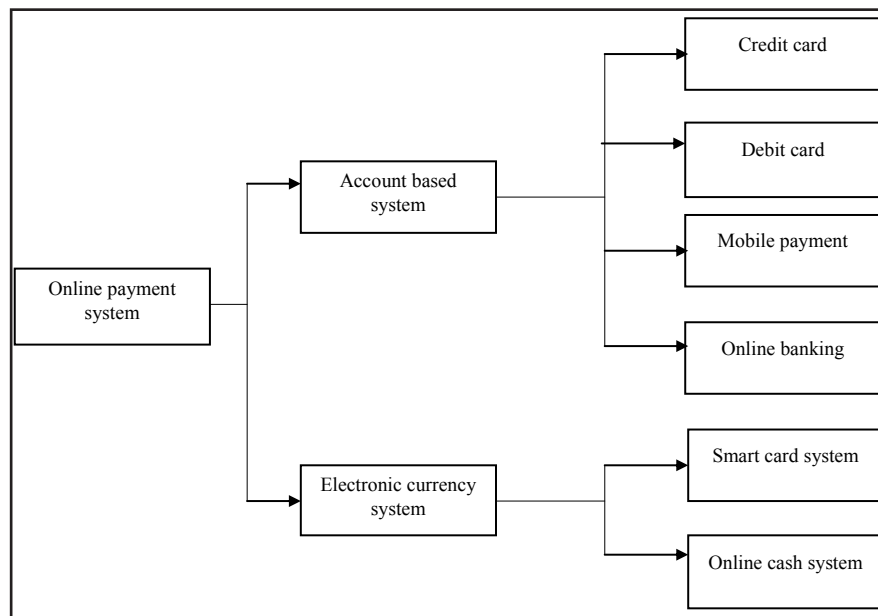 Credit card
Debit card
Account based
system
Mobile payment
Online payment
system
Online banking
Smart card system
Electronic currency
system
Online cash system